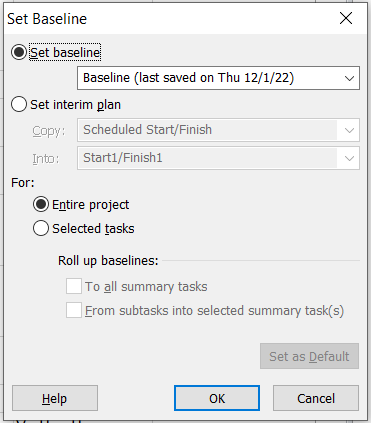 Set Baseline
Set baseline
Baseline (last saved on Thu 12/1/22)
Set interim plan
Copy: Scheduled Start/Finish
Into: Start1/Finish1
For:
Entire project
Selected tasks
Roll up baselines:
To all summary tasks
From subtasks into selected summary task(s)
Set as Default
Help OK Cancel